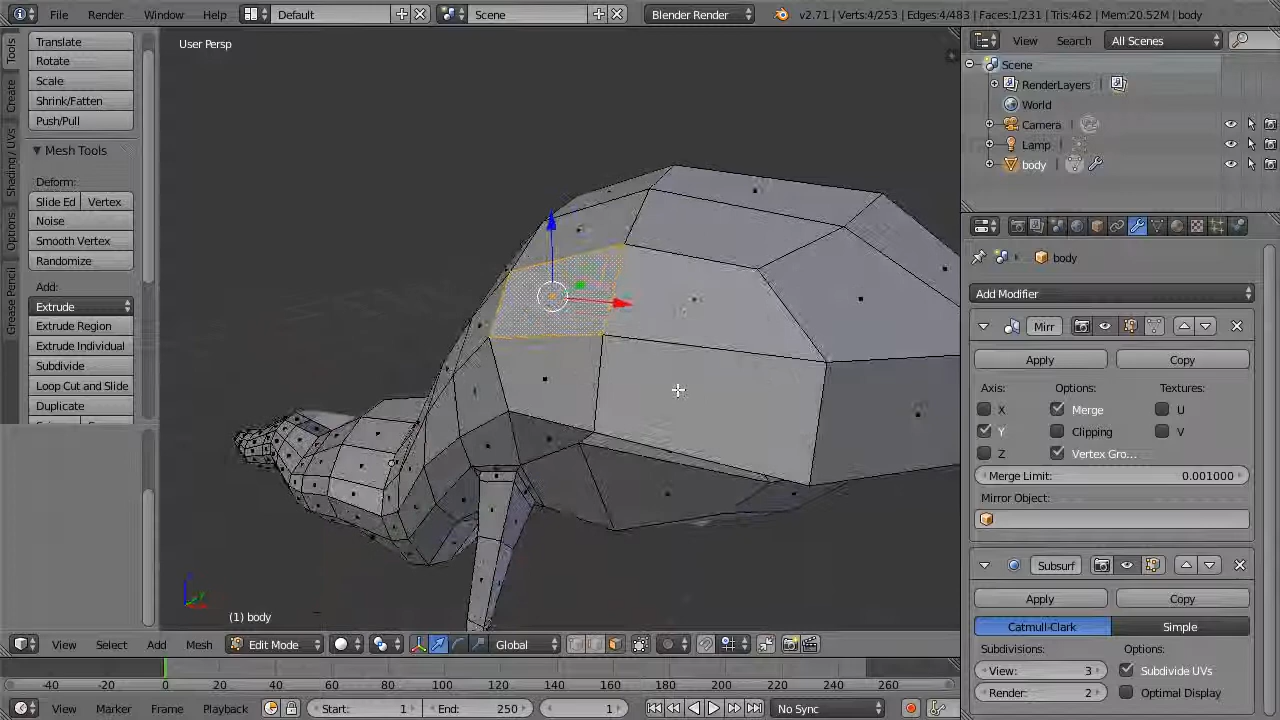 File Render Window Help Default Scene Blender Render v2.71 | Verts:4/253 | Edges:4/483 | Faces:1/231 | Tris:462 | Mem:20.52M | body
Tools
Create
Shading / UVs
Options
Grease Pencil
Translate
Rotate
Scale
Shrink/Fatten
Push/Pull
Mesh Tools
Deform:
Slide Ed Vertex
Noise
Smooth Vertex
Randomize
Add:
Extrude
Extrude Region
Extrude Individual
Subdivide
Loop Cut and Slide
Duplicate
User Persp
(1) body
View Select Add Mesh Edit Mode Global
View Search All Scenes
Scene
RenderLayers
World
Camera
Lamp
body
body
Add Modifier
Mirr
Apply Copy
Axis: Options: Textures:
X Merge U
Y Clipping V
Z Vertex Gro...
Merge Limit: 0.001000
Mirror Object:
Subsurf
Apply Copy
Catmull-Clark Simple
Subdivisions: Options:
View: 3 Subdivide UVs
Render: 2 Optimal Display
-40 -20 0 20 40 60 80 100 120 140 160 180 200 220 240 260
View Marker Frame Playback Start: 1 End: 250 1 No Sync